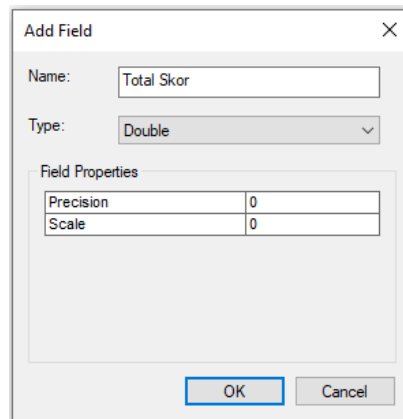 Add Field
Name: Total Skor
Type: Double
Field Properties
Precision 0
Scale 0
OK Cancel